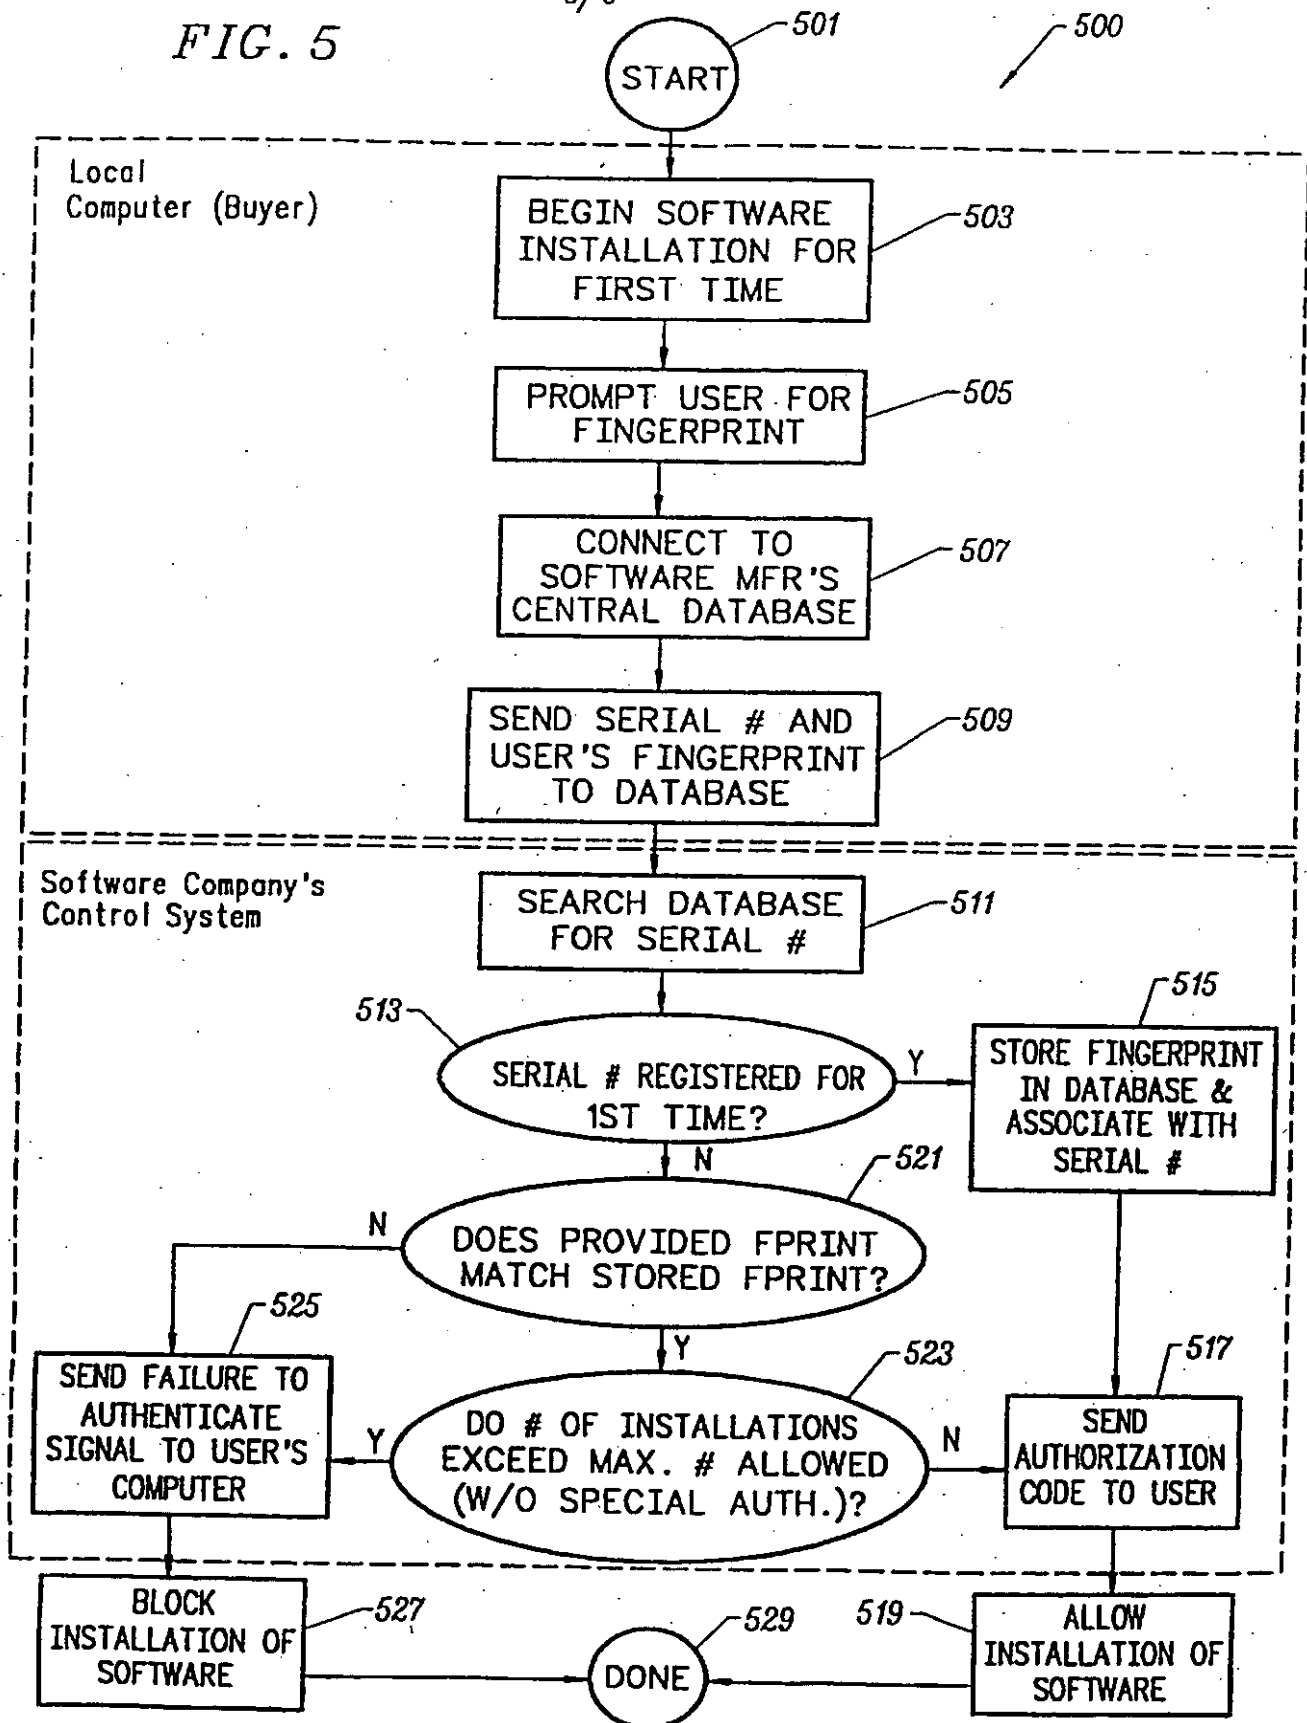 FIG. 5
501
500
START
Local
Computer (Buyer)
BEGIN SOFTWARE
INSTALLATION FOR
FIRST TIME
503
PROMPT USER FOR
FINGERPRINT
505
CONNECT TO
SOFTWARE MFR'S
CENTRAL DATABASE
507
SEND SERIAL # AND
USER'S FINGERPRINT
TO DATABASE
509
Software Company's
Control System
SEARCH DATABASE
FOR SERIAL #
511
513
SERIAL # REGISTERED FOR
1ST TIME?
Y
515
STORE FINGERPRINT
IN DATABASE &
ASSOCIATE WITH
SERIAL #
N
521
DOES PROVIDED FPRINT
MATCH STORED FPRINT?
N
525
SEND FAILURE TO
AUTHENTICATE
SIGNAL TO USER'S
COMPUTER
Y
523
DO # OF INSTALLATIONS
EXCEED MAX. # ALLOWED
(W/O SPECIAL AUTH.)?
Y
N
517
SEND
AUTHORIZATION
CODE TO USER
BLOCK
INSTALLATION OF
SOFTWARE
527
529
DONE
519
ALLOW
INSTALLATION OF
SOFTWARE